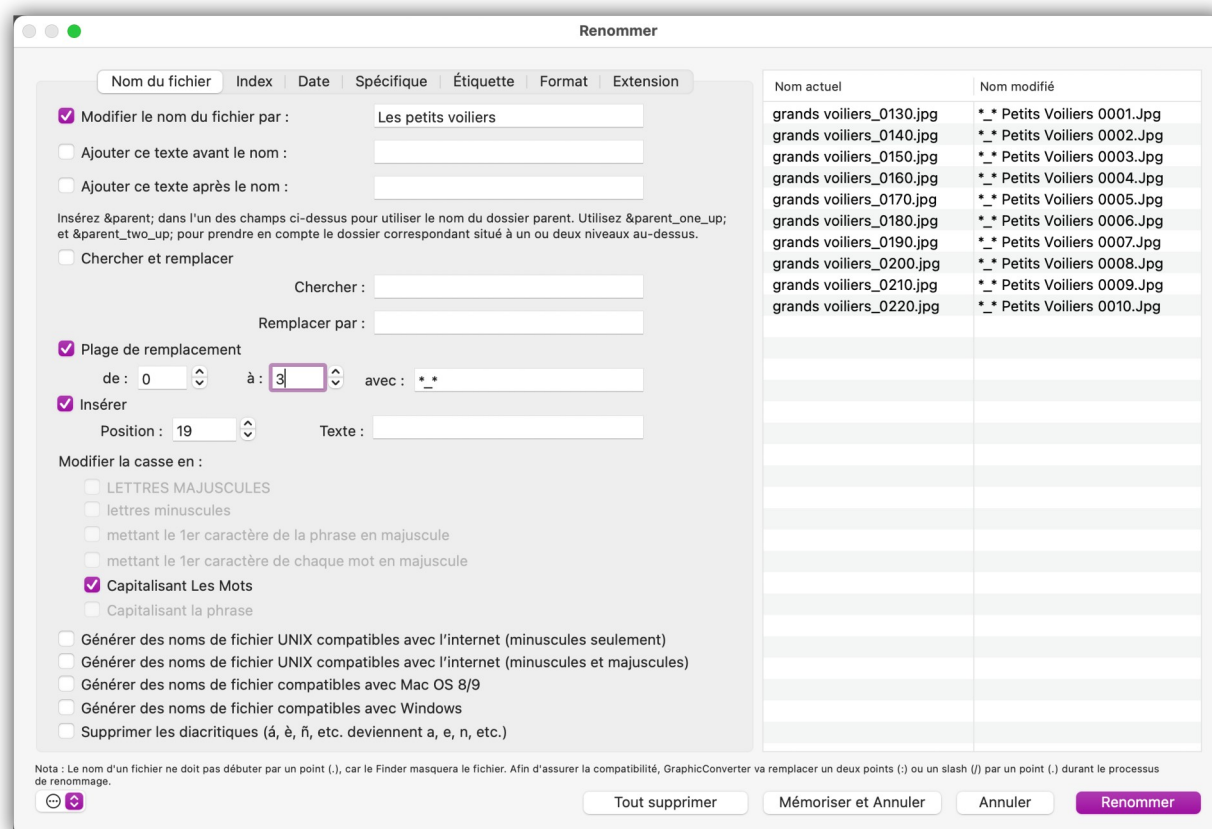 Renommer
Nom du fichier Index Date Spécifique Étiquette Format Extension
Modifier le nom du fichier par : Les petits voiliers
Ajouter ce texte avant le nom :
Ajouter ce texte après le nom :
Insérez &parent; dans l'un des champs ci-dessus pour utiliser le nom du dossier parent. Utilisez &parent_one_up;
et &parent_two_up; pour prendre en compte le dossier correspondant situé à un ou deux niveaux au-dessus.
Chercher et remplacer
Chercher :
Remplacer par :
Plage de remplacement
de : 0 à : 3 avec : *_*
Insérer
Position : 19 Texte :
Modifier la casse en :
LETTRES MAJUSCULES
lettres minuscules
mettant le 1er caractère de la phrase en majuscule
mettant le 1er caractère de chaque mot en majuscule
Capitalisant Les Mots
Capitalisant la phrase
Générer des noms de fichier UNIX compatibles avec l'internet (minuscules seulement)
Générer des noms de fichier UNIX compatibles avec l'internet (minuscules et majuscules)
Générer des noms de fichier compatibles avec Mac OS 8/9
Générer des noms de fichier compatibles avec Windows
Supprimer les diacritiques (á, è, ñ, etc. deviennent a, e, n, etc.)
Nom actuel Nom modifié
grands voiliers_0130.jpg *_* Petits Voiliers 0001.Jpg
grands voiliers_0140.jpg *_* Petits Voiliers 0002.Jpg
grands voiliers_0150.jpg *_* Petits Voiliers 0003.Jpg
grands voiliers_0160.jpg *_* Petits Voiliers 0004.Jpg
grands voiliers_0170.jpg *_* Petits Voiliers 0005.Jpg
grands voiliers_0180.jpg *_* Petits Voiliers 0006.Jpg
grands voiliers_0190.jpg *_* Petits Voiliers 0007.Jpg
grands voiliers_0200.jpg *_* Petits Voiliers 0008.Jpg
grands voiliers_0210.jpg *_* Petits Voiliers 0009.Jpg
grands voiliers_0220.jpg *_* Petits Voiliers 0010.Jpg
Nota : Le nom d'un fichier ne doit pas débuter par un point (.), car le Finder masquera le fichier. Afin d'assurer la compatibilité, GraphicConverter va remplacer un deux points (:) ou un slash (/) par un point (.) durant le processus
de renommage.
Tout supprimer Mémoriser et Annuler Annuler Renommer